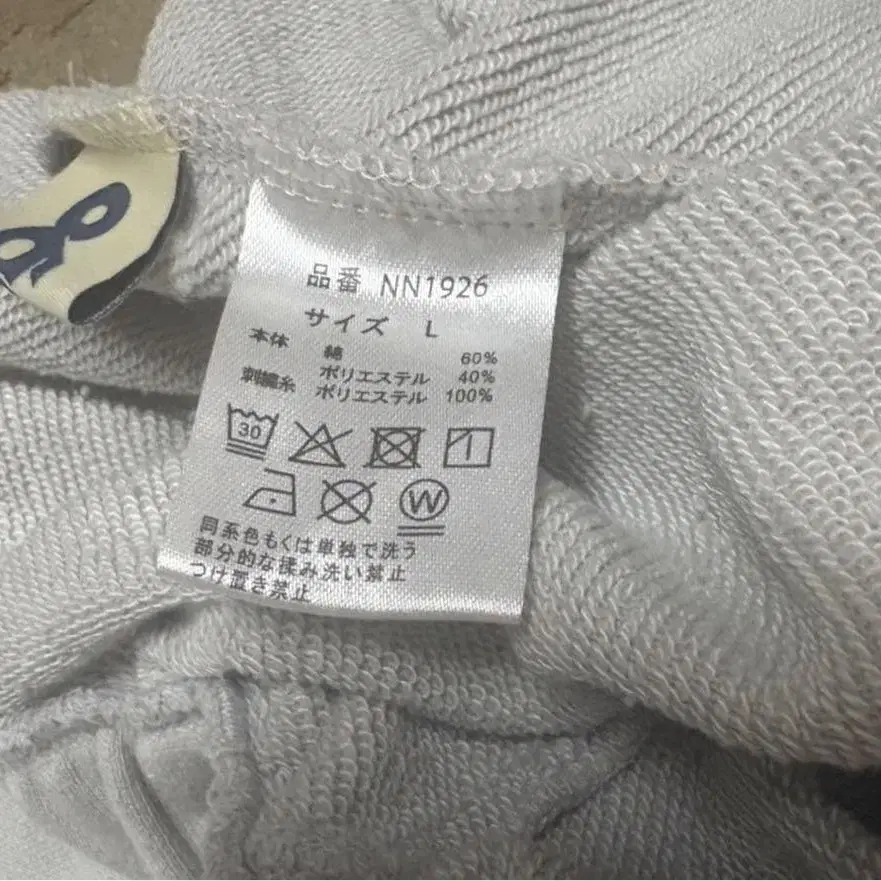 品番 NN1926
サイズ L
本体 綿 60%
ポリエステル 40%
刺繍糸 ポリエステル 100%
30
W
同系色もくは単独で洗う
部分的な揉み洗い禁止
つけ置き禁止